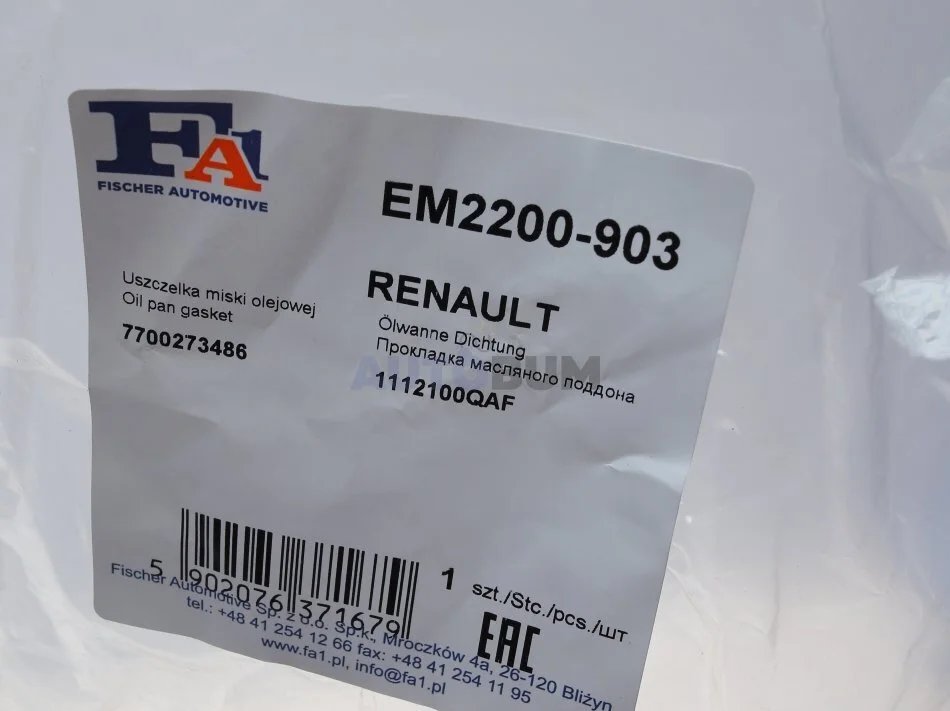 FA1
FISCHER AUTOMOTIVE
EM2200-903
RENAULT
Uszczelka miski olejowej
Oil pan gasket
7700273486
Ölwanne Dichtung
Прокладка масляного поддона
1112100QAF
AUTOBUM
5 902076 371679
1 szt./Stc./pcs./шт.
EAC
Fischer Automotive Sp. z o.o. Sp.k., Mroczków 4a, 26-120 Bliżyn
tel.: +48 41 254 12 66 fax: +48 41 254 11 95
www.fa1.pl, info@fa1.pl